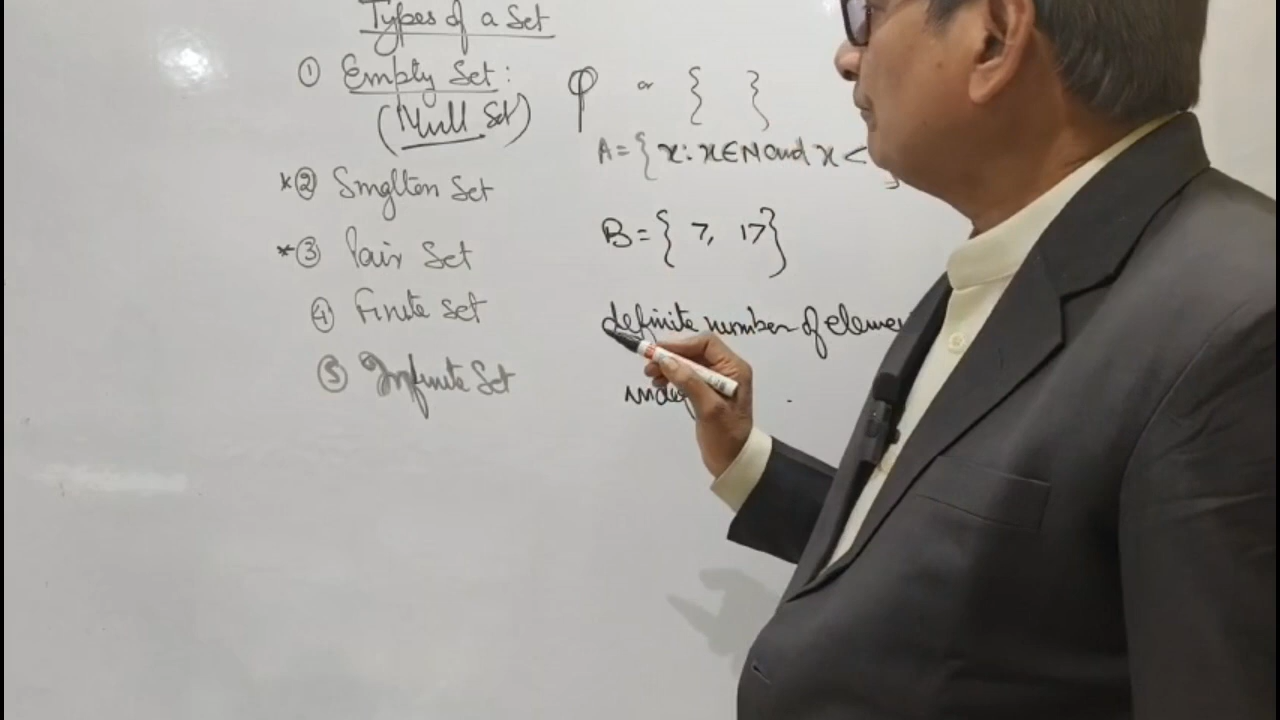 Types of a Set
① Empty Set: φ or { }
(Null Set)
A = { x : x ∈ N and x <
*② Singlton Set
B = { 7, 17}
*③ Pair Set
④ Finite Set definite number of elemen
⑤ Infinite Set indef